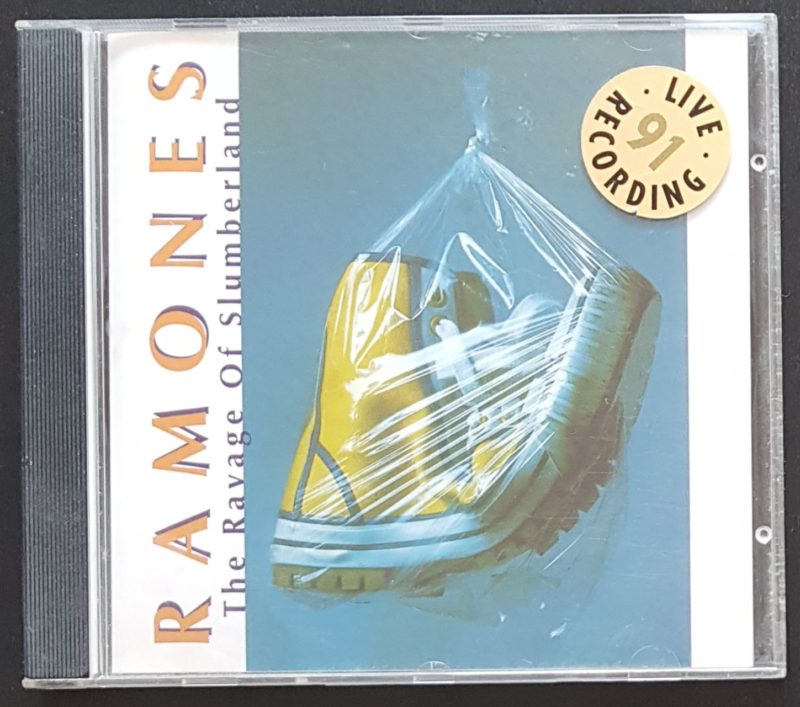 RAMONES
The Ravage Of Slumberland
· LIVE · RECORDING
91